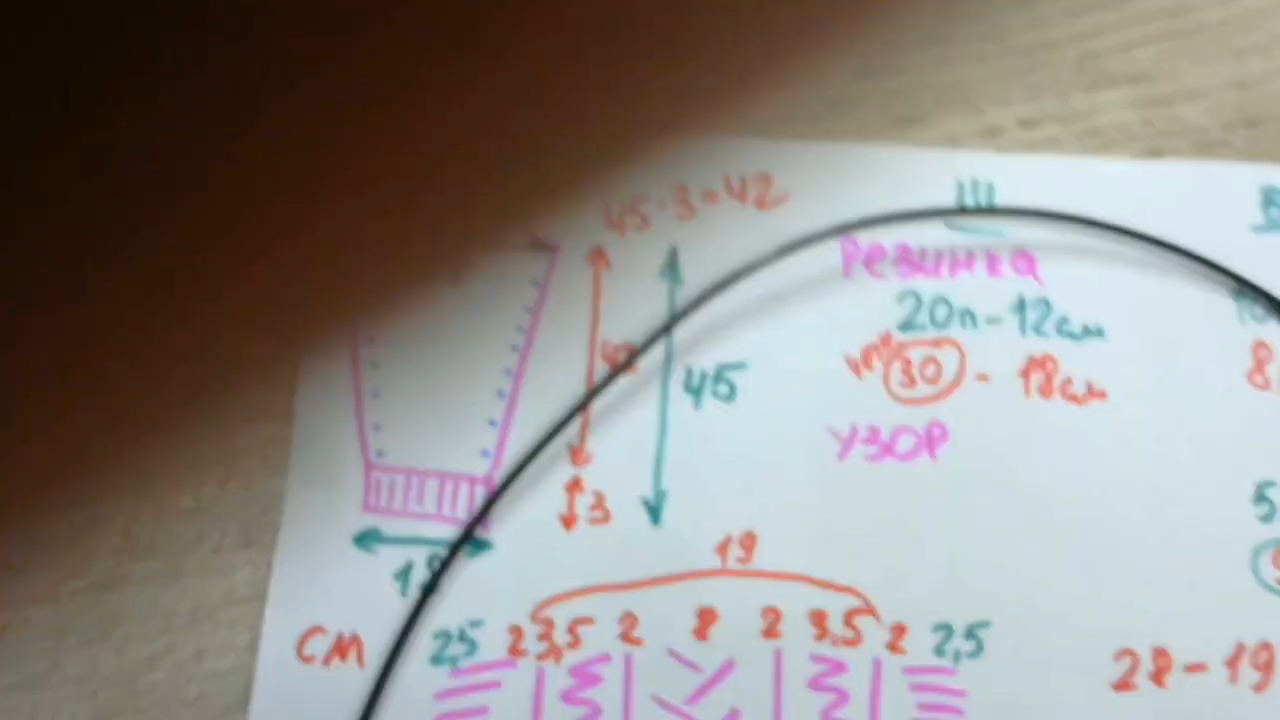 45-3=42
Ш
Резинка
20п-12см
30 - 18см
45
УЗОР
3
18
19
СМ 2,5 2 3,5 2 8 2 3,5 2 2,5
28-19